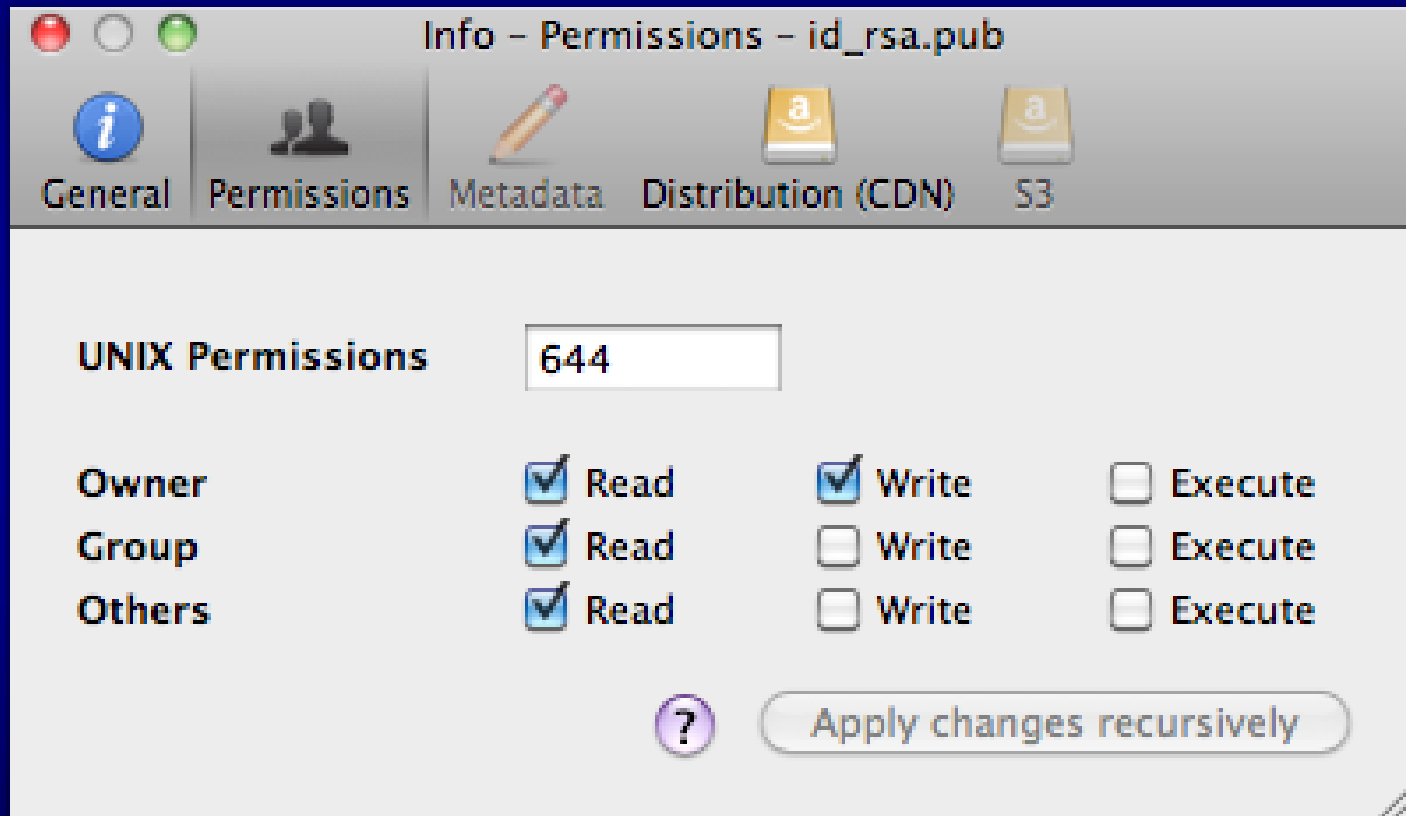 Info – Permissions – id_rsa.pub
General Permissions Metadata Distribution (CDN) S3
UNIX Permissions 644
Owner Read Write Execute
Group Read Write Execute
Others Read Write Execute
? Apply changes recursively